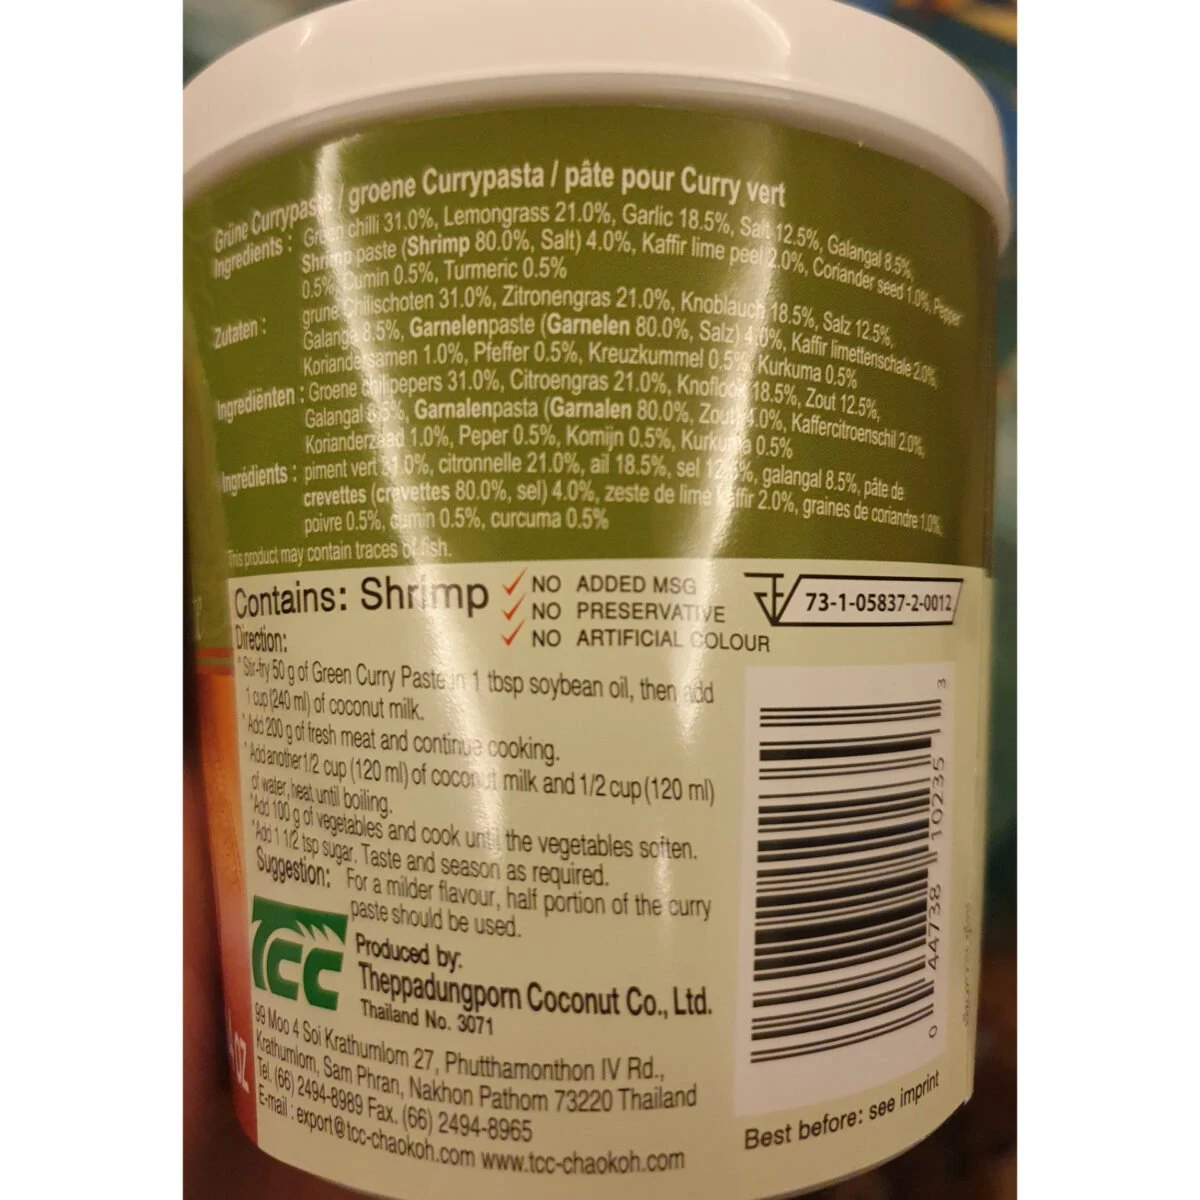 Grüne Currypaste / groene Currypasta / pâte pour Curry vert
Ingredients : Green chilli 31.0%, Lemongrass 21.0%, Garlic 18.5%, Salt 12.5%, Galangal 8.5%,
Shrimp paste (Shrimp 80.0%, Salt) 4.0%, Kaffir lime peel 2.0%, Coriander seed 1.0%, Pepper
0.5%, Cumin 0.5%, Turmeric 0.5%
Zutaten : grüne Chilischoten 31.0%, Zitronengras 21.0%, Knoblauch 18.5%, Salz 12.5%,
Galanga 8.5%, Garnelenpaste (Garnelen 80.0%, Salz) 4.0%, Kaffir limettenschale 2.0%,
Koriandersamen 1.0%, Pfeffer 0.5%, Kreuzkummel 0.5%, Kurkuma 0.5%
Ingrediënten : Groene chilipepers 31.0%, Citroengras 21.0%, Knoflook 18.5%, Zout 12.5%,
Galangal 8.5%, Garnalenpasta (Garnalen 80.0%, Zout) 4.0%, Kaffercitroenschil 2.0%,
Korianderzaad 1.0%, Peper 0.5%, Komijn 0.5%, Kurkuma 0.5%
Ingrédients : piment vert 31.0%, citronnelle 21.0%, ail 18.5%, sel 12.5%, galangal 8.5%, pâte de
crevettes (crevettes 80.0%, sel) 4.0%, zeste de lime kaffir 2.0%, graines de coriandre 1.0%,
poivre 0.5%, cumin 0.5%, curcuma 0.5%
This product may contain traces of fish.
Contains: Shrimp
NO ADDED MSG
NO PRESERVATIVE
NO ARTIFICIAL COLOUR
73-1-05837-2-0012
Direction:
* Stir-fry 50 g of Green Curry Paste in 1 tbsp soybean oil, then add
1 cup (240 ml) of coconut milk.
* Add 200 g of fresh meat and continue cooking.
* Add another 1/2 cup (120 ml) of coconut milk and 1/2 cup (120 ml)
of water, heat until boiling.
*Add 100 g of vegetables and cook until the vegetables soften.
*Add 1 1/2 tsp sugar. Taste and season as required.
Suggestion: For a milder flavour, half portion of the curry
paste should be used.
TCC
Produced by:
Theppadungporn Coconut Co., Ltd.
Thailand No. 3071
99 Moo 4 Soi Krathumlom 27, Phutthamonthon IV Rd.,
Krathumlom, Sam Phran, Nakhon Pathom 73220 Thailand
Tel. (66) 2494-8989 Fax. (66) 2494-8965
E-mail : export@tcc-chaokoh.com www.tcc-chaokoh.com
0 44738 10235 3
Best before: see imprint
OZ